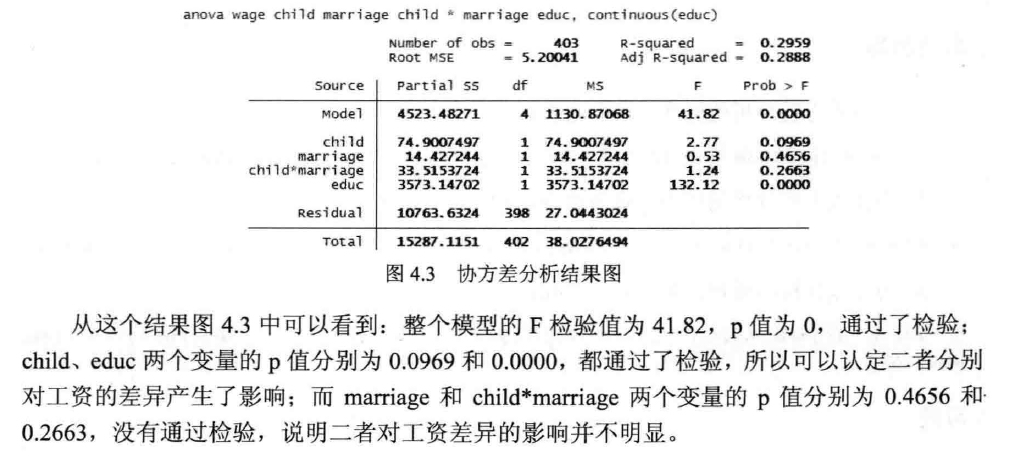 anova wage child marriage child * marriage educ, continuous(educ)
Number of obs = 403 R-squared = 0.2959
Root MSE = 5.20041 Adj R-squared = 0.2888
Source Partial SS df MS F Prob > F
Model 4523.48271 4 1130.87068 41.82 0.0000
child 74.9007497 1 74.9007497 2.77 0.0969
marriage 14.427244 1 14.427244 0.53 0.4656
child*marriage 33.5153724 1 33.5153724 1.24 0.2663
educ 3573.14702 1 3573.14702 132.12 0.0000
Residual 10763.6324 398 27.0443024
Total 15287.1151 402 38.0276494
图 4.3 协方差分析结果图
从这个结果图 4.3 中可以看到：整个模型的 F 检验值为 41.82，p 值为 0，通过了检验；
child、educ 两个变量的 p 值分别为 0.0969 和 0.0000，都通过了检验，所以可以认定二者分别
对工资的差异产生了影响；而 marriage 和 child*marriage 两个变量的 p 值分别为 0.4656 和
0.2663，没有通过检验，说明二者对工资差异的影响并不明显。